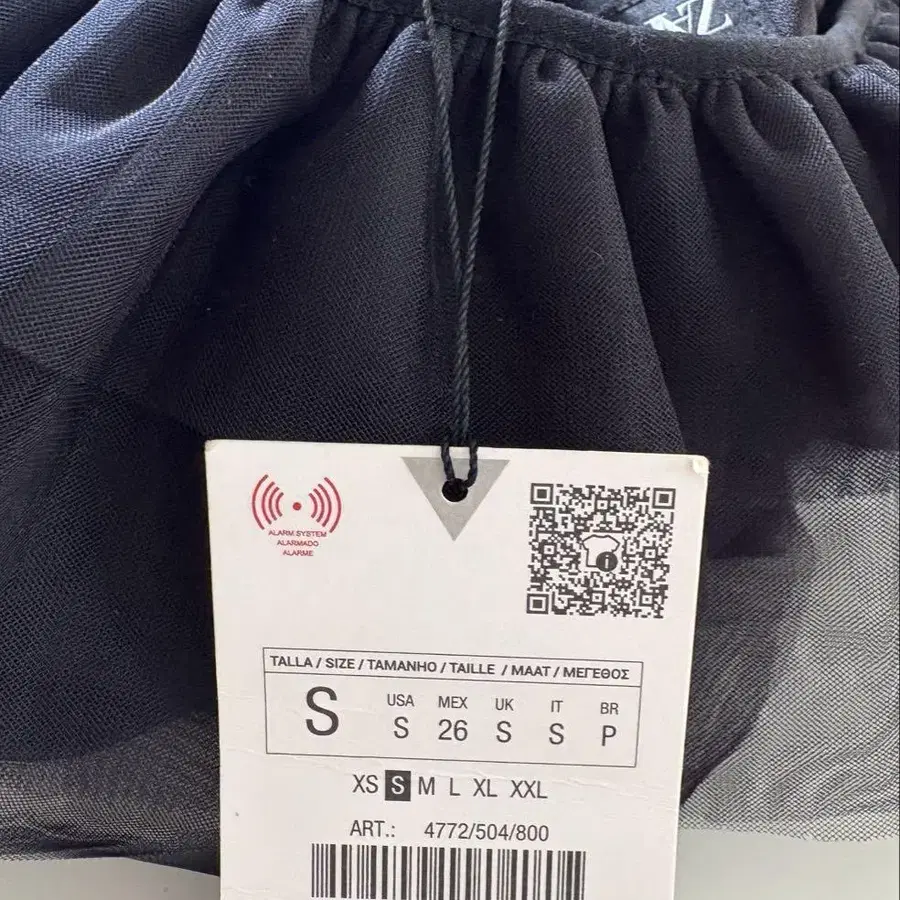 ALARM SYSTEM
ALARMADO
ALARME
TALLA / SIZE / TAMANHO / TAILLE / MAAT / ΜΕΓΕΘΟΣ
S
USA MEX UK IT BR
S 26 S S P
XS S M L XL XXL
ART.: 4772/504/800